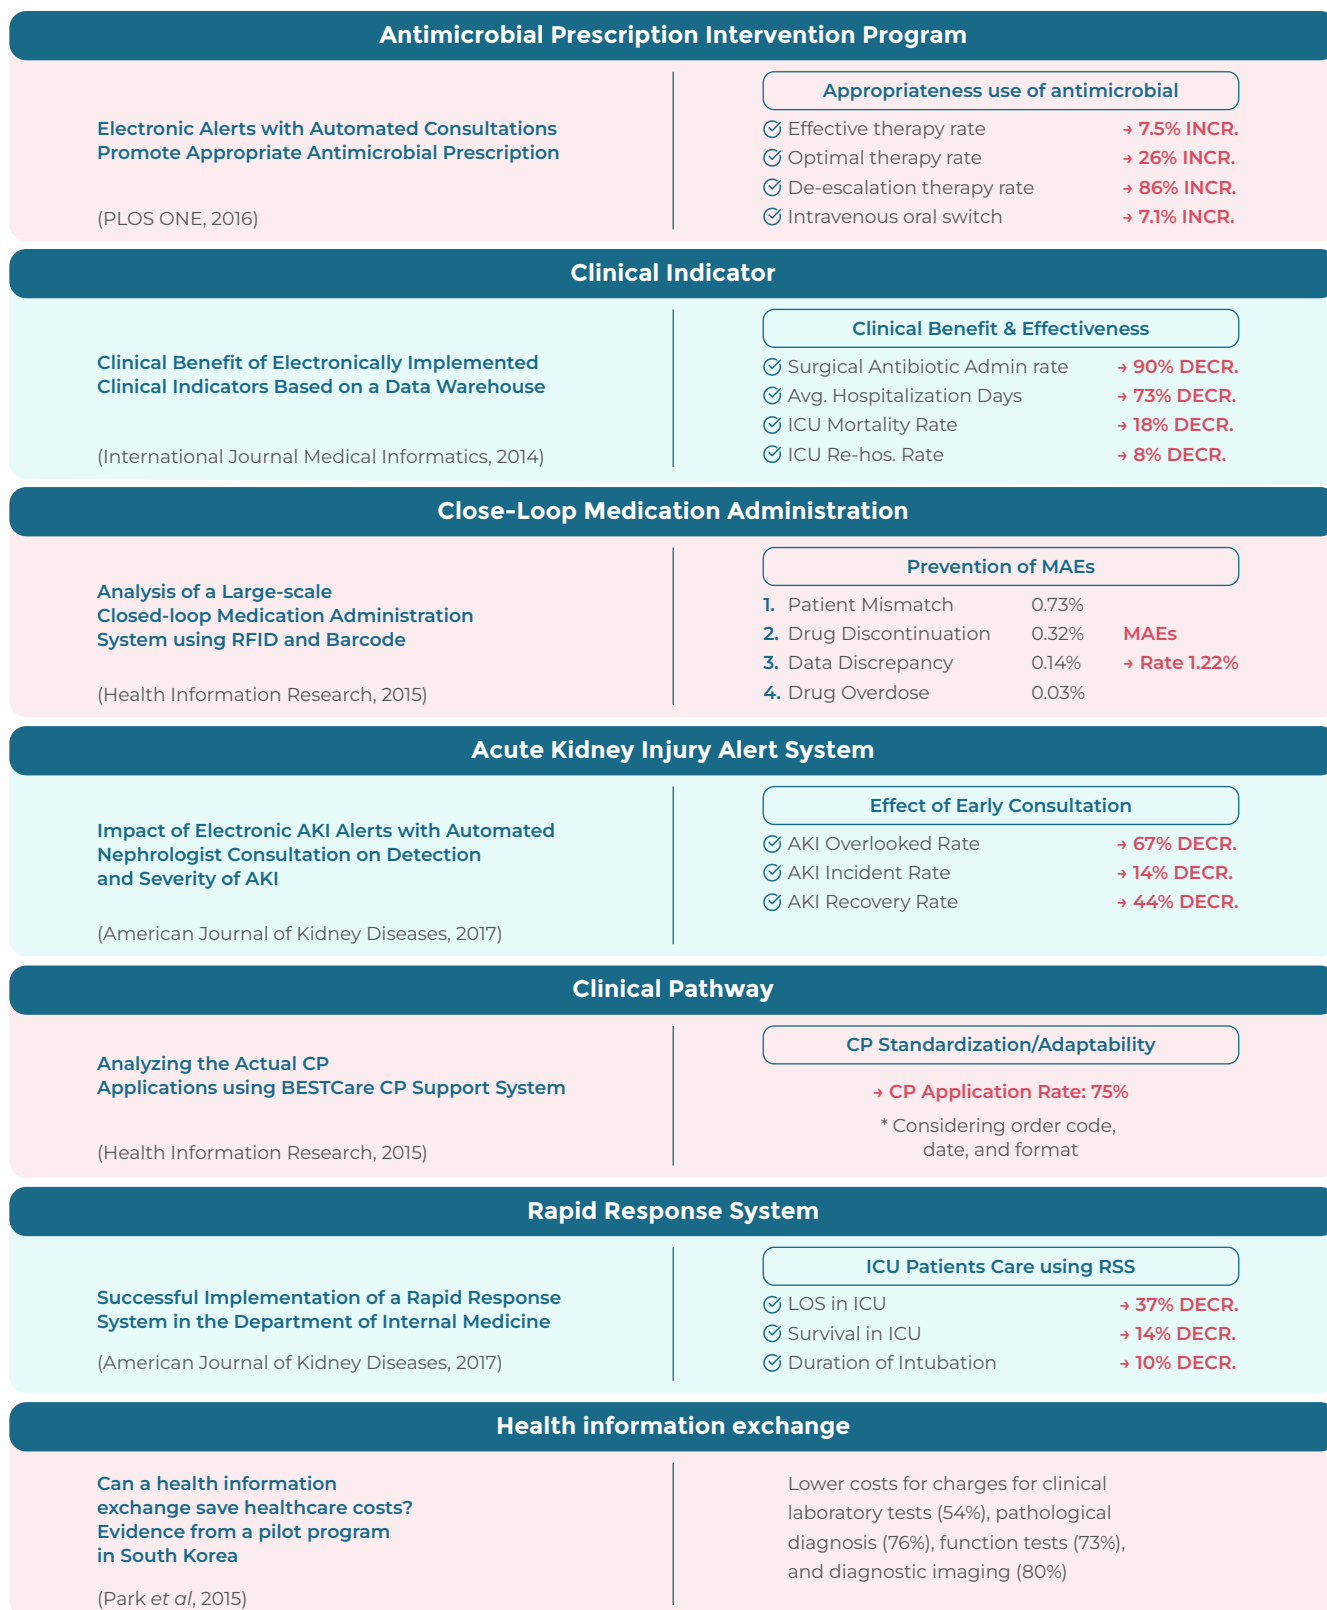 Antimicrobial Prescription Intervention Program
Electronic Alerts with Automated Consultations
Promote Appropriate Antimicrobial Prescription
(PLOS ONE, 2016)
Appropriateness use of antimicrobial
Effective therapy rate → 7.5% INCR.
Optimal therapy rate → 26% INCR.
De-escalation therapy rate → 86% INCR.
Intravenous oral switch → 7.1% INCR.
Clinical Indicator
Clinical Benefit of Electronically Implemented
Clinical Indicators Based on a Data Warehouse
(International Journal Medical Informatics, 2014)
Clinical Benefit & Effectiveness
Surgical Antibiotic Admin rate → 90% DECR.
Avg. Hospitalization Days → 73% DECR.
ICU Mortality Rate → 18% DECR.
ICU Re-hos. Rate → 8% DECR.
Close-Loop Medication Administration
Analysis of a Large-scale
Closed-loop Medication Administration
System using RFID and Barcode
(Health Information Research, 2015)
Prevention of MAEs
1. Patient Mismatch 0.73%
2. Drug Discontinuation 0.32% MAEs
3. Data Discrepancy 0.14% → Rate 1.22%
4. Drug Overdose 0.03%
Acute Kidney Injury Alert System
Impact of Electronic AKI Alerts with Automated
Nephrologist Consultation on Detection
and Severity of AKI
(American Journal of Kidney Diseases, 2017)
Effect of Early Consultation
AKI Overlooked Rate → 67% DECR.
AKI Incident Rate → 14% DECR.
AKI Recovery Rate → 44% DECR.
Clinical Pathway
Analyzing the Actual CP
Applications using BESTCare CP Support System
(Health Information Research, 2015)
CP Standardization/Adaptability
→ CP Application Rate: 75%
* Considering order code,
date, and format
Rapid Response System
Successful Implementation of a Rapid Response
System in the Department of Internal Medicine
(American Journal of Kidney Diseases, 2017)
ICU Patients Care using RSS
LOS in ICU → 37% DECR.
Survival in ICU → 14% DECR.
Duration of Intubation → 10% DECR.
Health information exchange
Can a health information
exchange save healthcare costs?
Evidence from a pilot program
in South Korea
(Park et al, 2015)
Lower costs for charges for clinical
laboratory tests (54%), pathological
diagnosis (76%), function tests (73%),
and diagnostic imaging (80%)